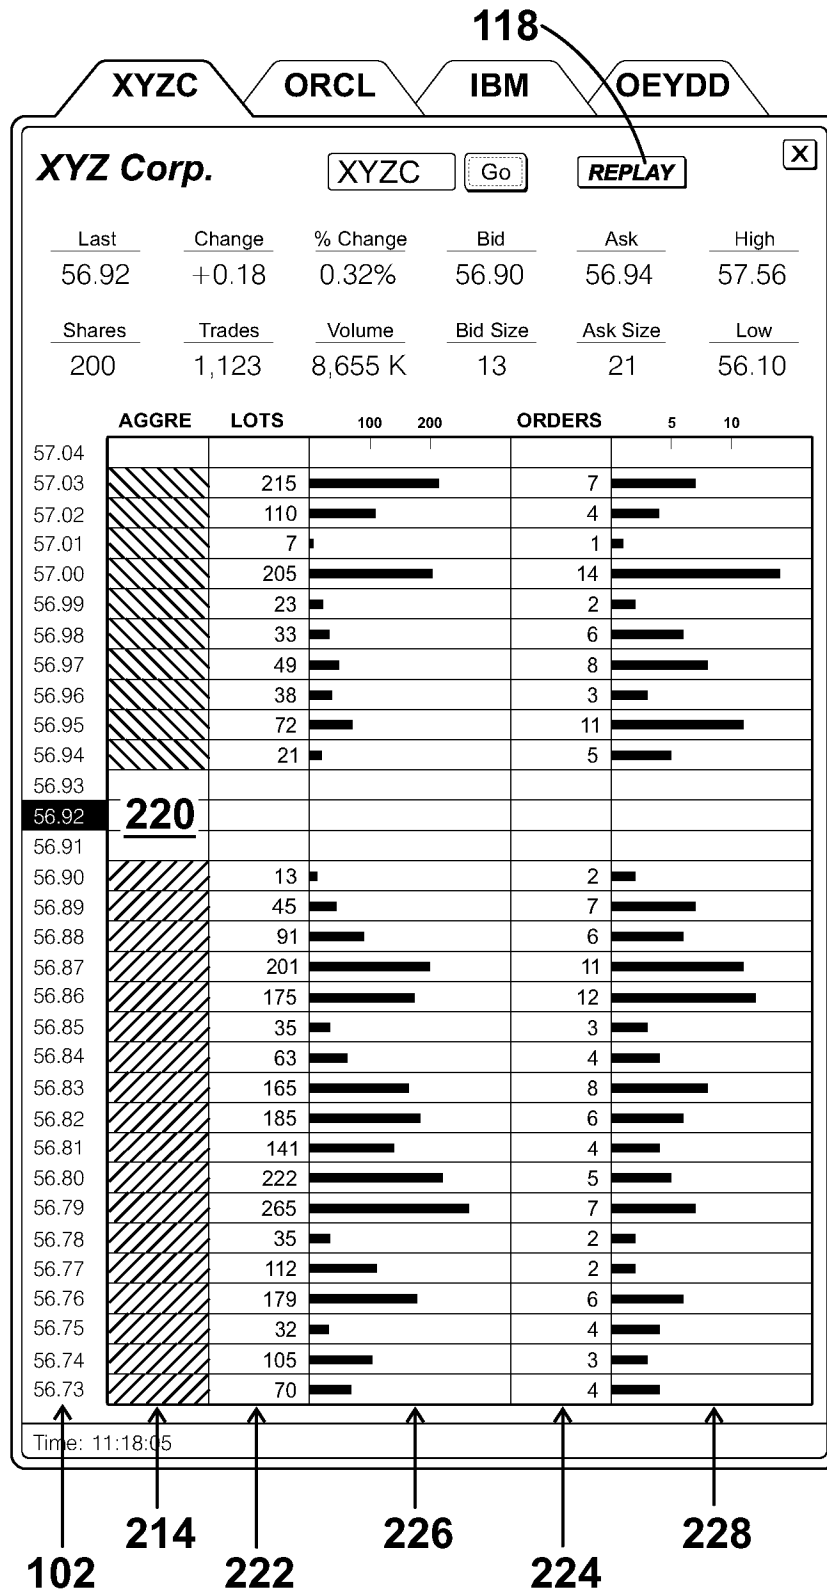 118
XYZC ORCL IBM OEYDD
XYZ Corp. XYZC Go REPLAY X
Last Change % Change Bid Ask High
56.92 +0.18 0.32% 56.90 56.94 57.56
Shares Trades Volume Bid Size Ask Size Low
200 1,123 8,655 K 13 21 56.10
AGGRE LOTS 100 200 ORDERS 5 10
57.04
57.03 215 7
57.02 110 4
57.01 7 1
57.00 205 14
56.99 23 2
56.98 33 6
56.97 49 8
56.96 38 3
56.95 72 11
56.94 21 5
56.93
56.92 220
56.91
56.90 13 2
56.89 45 7
56.88 91 6
56.87 201 11
56.86 175 12
56.85 35 3
56.84 63 4
56.83 165 8
56.82 185 6
56.81 141 4
56.80 222 5
56.79 265 7
56.78 35 2
56.77 112 2
56.76 179 6
56.75 32 4
56.74 105 3
56.73 70 4
Time: 11:18:05
214 226 228
102 222 224